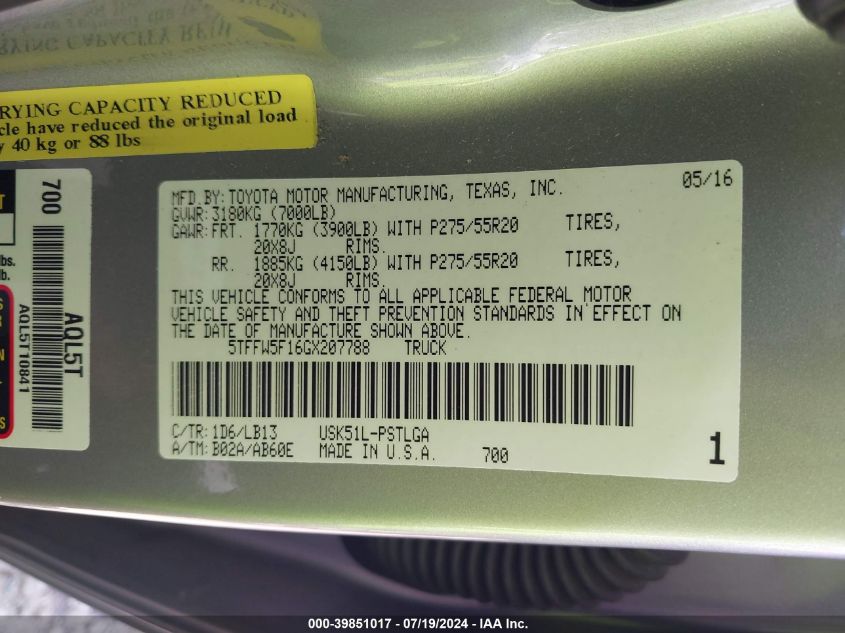 RYING CAPACITY REDUCED
cle have reduced the original load
y 40 kg or 88 lbs
700
AQL5T
AQL5T10841
lbs.
lb.
MFD.BY: TOYOTA MOTOR MANUFACTURING, TEXAS, INC. 05/16
GVWR: 3180KG (7000LB)
GAWR: FRT. 1770KG (3900LB) WITH P275/55R20 TIRES,
20X8J RIMS.
RR. 1885KG (4150LB) WITH P275/55R20 TIRES,
20X8J RIMS.
THIS VEHICLE CONFORMS TO ALL APPLICABLE FEDERAL MOTOR
VEHICLE SAFETY AND THEFT PREVENTION STANDARDS IN EFFECT ON
THE DATE OF MANUFACTURE SHOWN ABOVE.
5TFFW5F16GX207788 TRUCK
C/TR: 1D6/LB13 USK51L-PSTLGA
A/TM: B02A/AB60E MADE IN U.S.A. 700
1
000-39851017 - 07/19/2024 - IAA Inc.